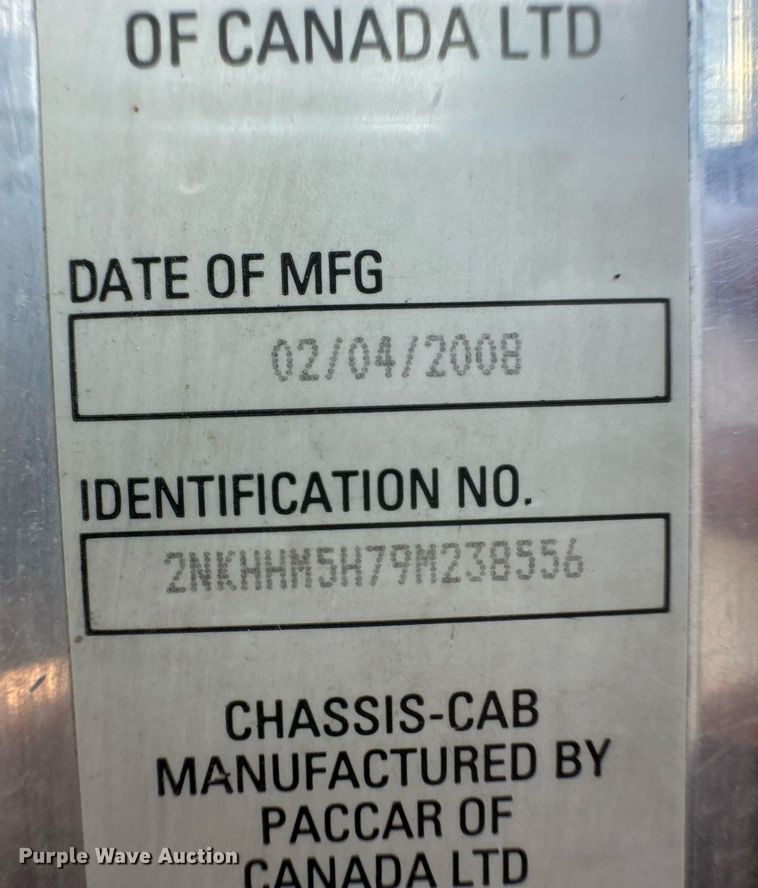 OF CANADA LTD
DATE OF MFG
02/04/2008
IDENTIFICATION NO.
2NKHHM5H79M238556
CHASSIS-CAB
MANUFACTURED BY
PACCAR OF
CANADA LTD
Purple Wave Auction